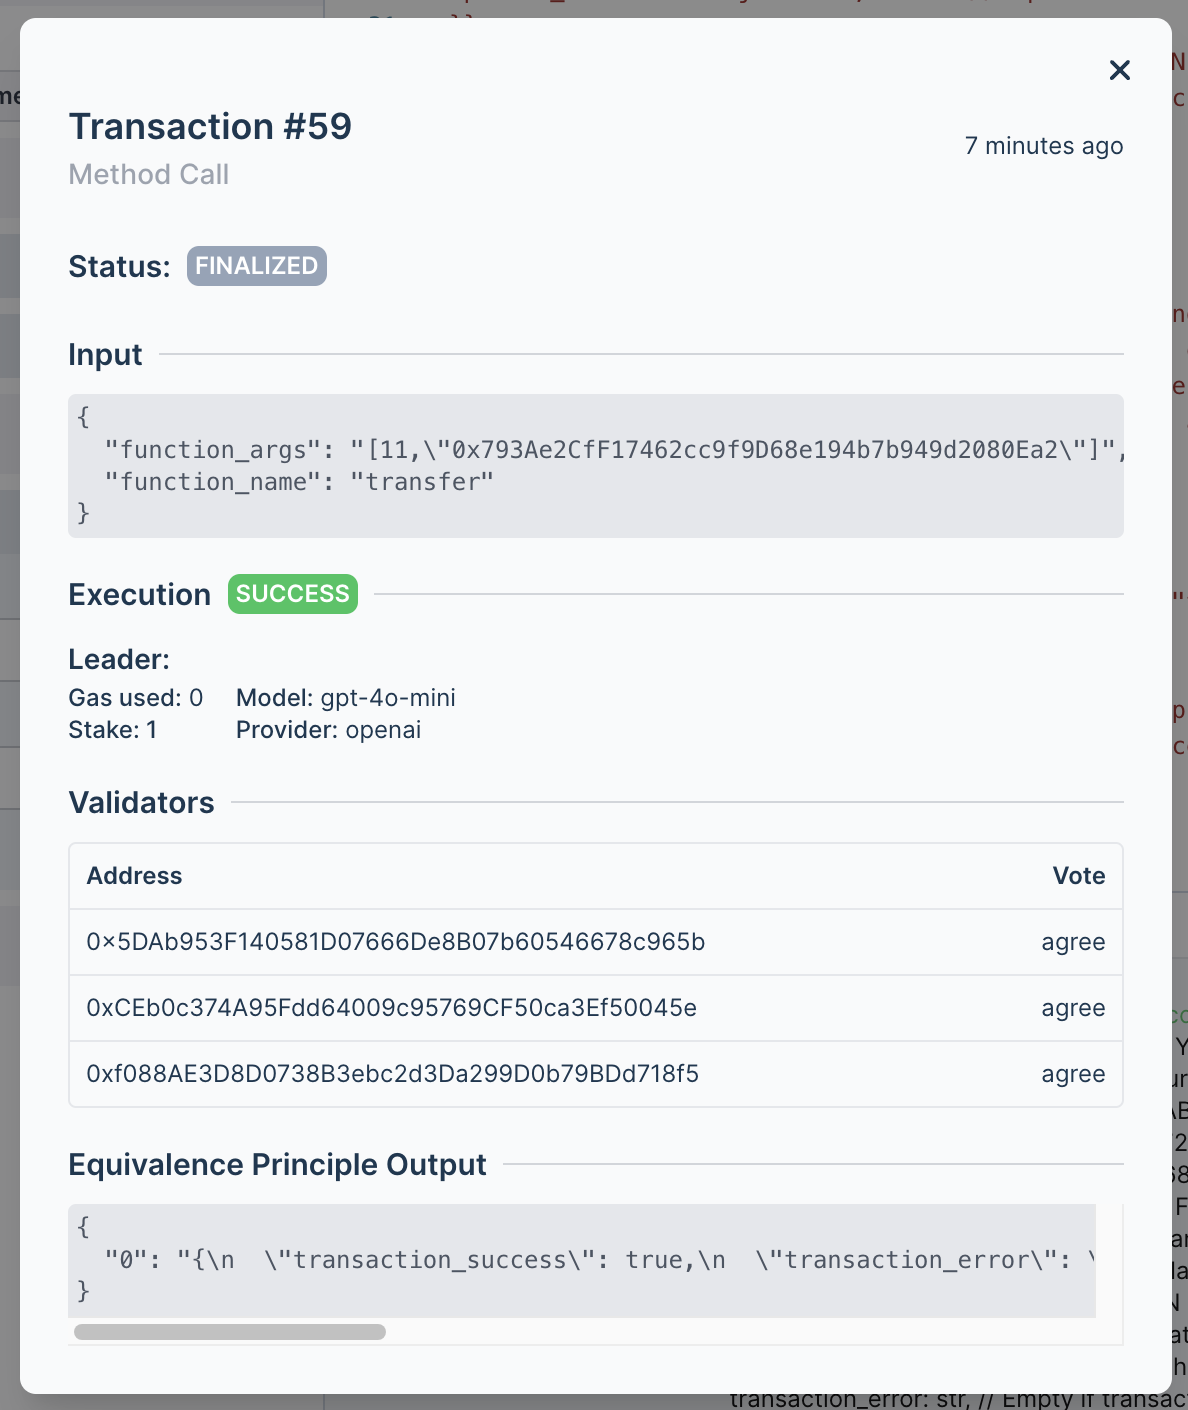 Transaction #59
7 minutes ago
Method Call
Status: FINALIZED
Input
{
"function_args": "[11,\"0x793Ae2CfF17462cc9f9D68e194b7b949d2080Ea2\"]",
"function_name": "transfer"
}
Execution SUCCESS
Leader:
Gas used: 0 Model: gpt-4o-mini
Stake: 1 Provider: openai
Validators
Address Vote
0x5DAb953F140581D07666De8B07b60546678c965b agree
0xCEb0c374A95Fdd64009c95769CF50ca3Ef50045e agree
0xf088AE3D8D0738B3ebc2d3Da299D0b79BDd718f5 agree
Equivalence Principle Output
{
"0": "{\n  \"transaction_success\": true,\n  \"transaction_error\": \
}
transaction_error: str, // Empty if transac